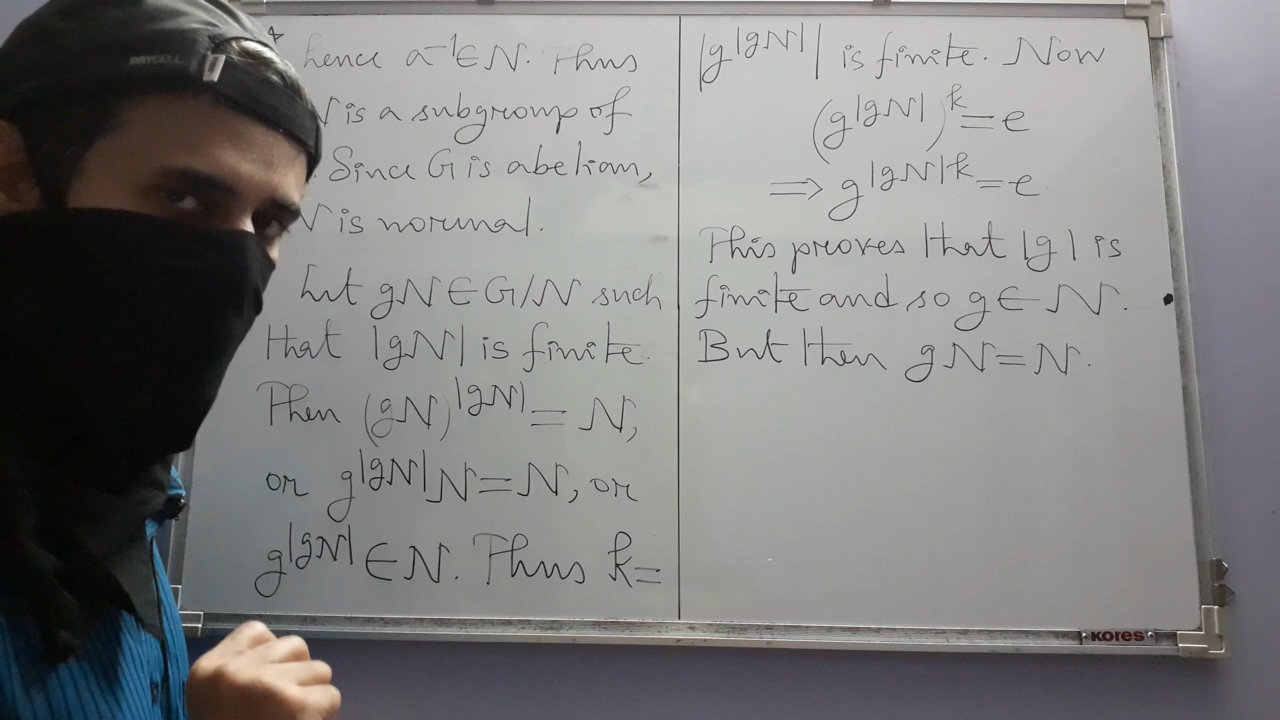 hence a⁻¹∈N. Thus
N is a subgroup of
Since G is abelian,
N is normal.
Let gN∈G/N such
that |gN| is finite.
Then (gN)^|gN| = N,
or g^|gN| N=N, or
g^|gN| ∈N. Thus k=
|g^|gN|| is finite. Now
(g^|gN|)^k=e
⟹ g^|gN|k=e.
This proves that |g| is
finite and so g∈N.
But then gN=N.
KORES
DRYCELL